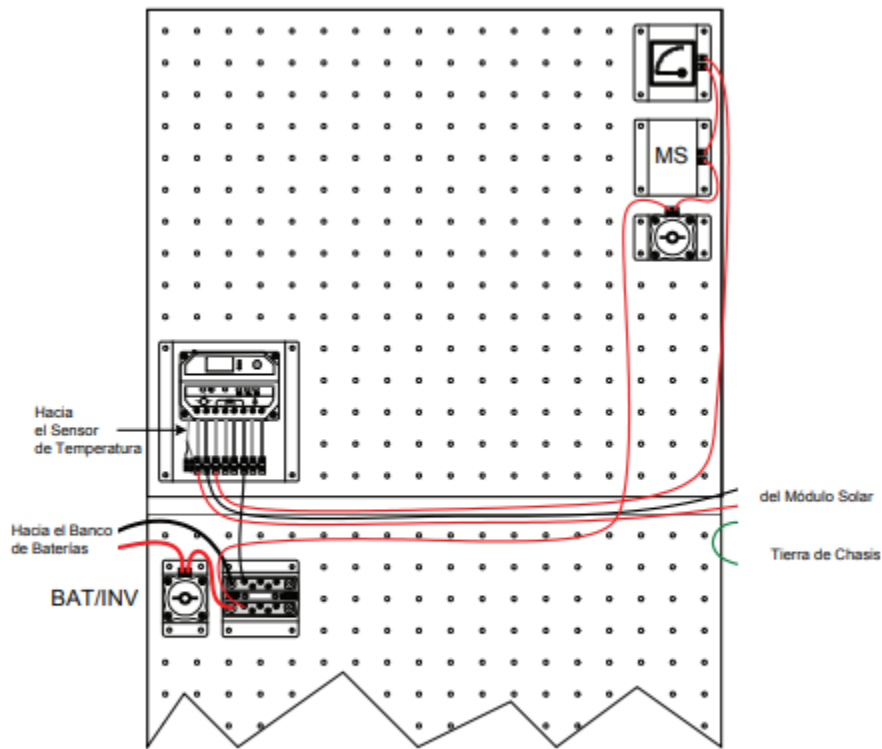 MS
Hacia
el Sensor
de Temperatura
del Módulo Solar
Hacia el Banco
de Baterías
Tierra de Chasis
BAT/INV